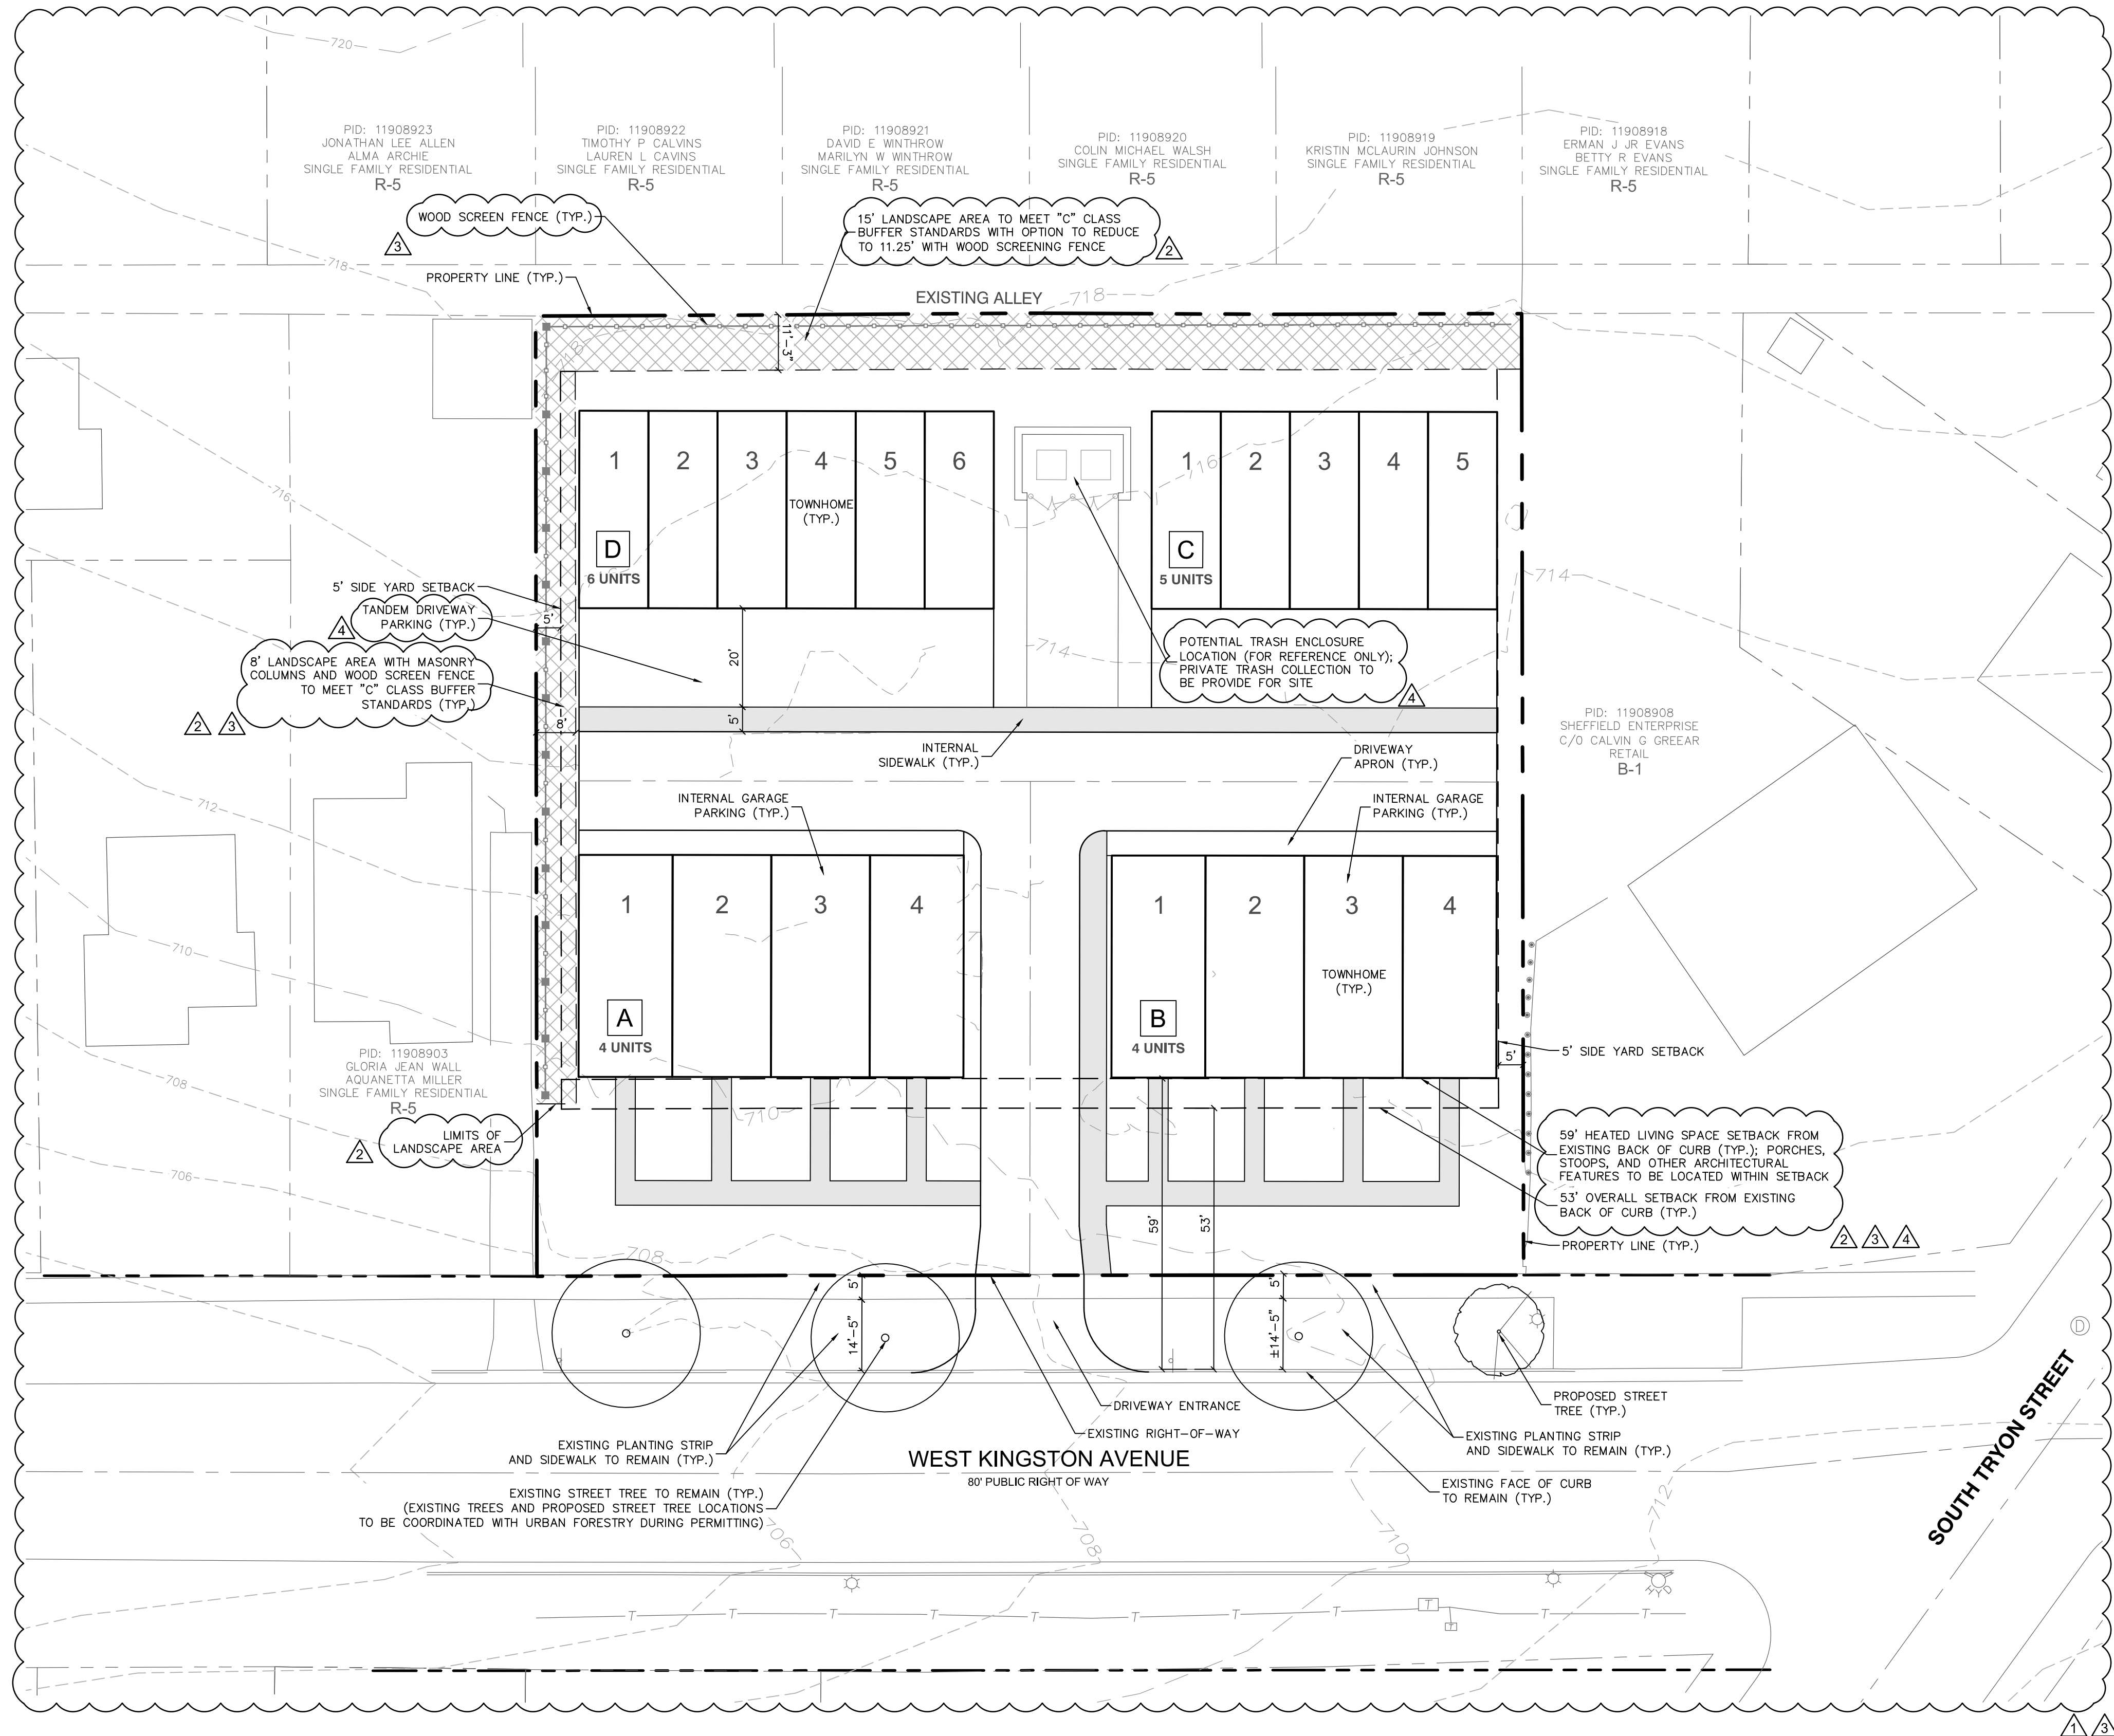 720
PID: 11908923
JONATHAN LEE ALLEN
ALMA ARCHIE
SINGLE FAMILY RESIDENTIAL
R-5
PID: 11908922
TIMOTHY P CALVINS
LAUREN L CAVINS
SINGLE FAMILY RESIDENTIAL
R-5
PID: 11908921
DAVID E WINTHROW
MARILYN W WINTHROW
SINGLE FAMILY RESIDENTIAL
R-5
PID: 11908920
COLIN MICHAEL WALSH
SINGLE FAMILY RESIDENTIAL
R-5
PID: 11908919
KRISTIN MCLAURIN JOHNSON
SINGLE FAMILY RESIDENTIAL
R-5
PID: 11908918
ERMAN J JR EVANS
BETTY R EVANS
SINGLE FAMILY RESIDENTIAL
R-5
WOOD SCREEN FENCE (TYP.)
3
15' LANDSCAPE AREA TO MEET "C" CLASS
BUFFER STANDARDS WITH OPTION TO REDUCE
TO 11.25' WITH WOOD SCREENING FENCE
2
718
PROPERTY LINE (TYP.)
EXISTING ALLEY
718
11'-3"
718
1
2
3
4
5
6
TOWNHOME
(TYP.)
D
6 UNITS
1
2
3
4
5
716
C
5 UNITS
716
714
5' SIDE YARD SETBACK
TANDEM DRIVEWAY
PARKING (TYP.)
4
5'
8' LANDSCAPE AREA WITH MASONRY
COLUMNS AND WOOD SCREEN FENCE
TO MEET "C" CLASS BUFFER
STANDARDS (TYP.)
2
3
8'
20'
5'
714
POTENTIAL TRASH ENCLOSURE
LOCATION (FOR REFERENCE ONLY);
PRIVATE TRASH COLLECTION TO
BE PROVIDE FOR SITE
4
PID: 11908908
SHEFFIELD ENTERPRISE
C/O CALVIN G GREEAR
RETAIL
B-1
INTERNAL
SIDEWALK (TYP.)
DRIVEWAY
APRON (TYP.)
712
INTERNAL GARAGE
PARKING (TYP.)
INTERNAL GARAGE
PARKING (TYP.)
1
2
3
4
A
4 UNITS
1
2
3
4
TOWNHOME
(TYP.)
B
4 UNITS
710
PID: 11908903
GLORIA JEAN WALL
AQUANETTA MILLER
SINGLE FAMILY RESIDENTIAL
R-5
708
5'
5' SIDE YARD SETBACK
710
LIMITS OF
LANDSCAPE AREA
2
706
59' HEATED LIVING SPACE SETBACK FROM
EXISTING BACK OF CURB (TYP.); PORCHES,
STOOPS, AND OTHER ARCHITECTURAL
FEATURES TO BE LOCATED WITHIN SETBACK
53' OVERALL SETBACK FROM EXISTING
BACK OF CURB (TYP.)
2
3
4
PROPERTY LINE (TYP.)
59'
53'
708
5'
14'-5"
5'
±14'-5"
D
DRIVEWAY ENTRANCE
EXISTING RIGHT-OF-WAY
PROPOSED STREET
TREE (TYP.)
EXISTING PLANTING STRIP
AND SIDEWALK TO REMAIN (TYP.)
EXISTING PLANTING STRIP
AND SIDEWALK TO REMAIN (TYP.)
WEST KINGSTON AVENUE
80' PUBLIC RIGHT OF WAY
EXISTING FACE OF CURB
TO REMAIN (TYP.)
EXISTING STREET TREE TO REMAIN (TYP.)
(EXISTING TREES AND PROPOSED STREET TREE LOCATIONS
TO BE COORDINATED WITH URBAN FORESTRY DURING PERMITTING)
SOUTH TRYON STREET
706
708
710
712
HYD
T
T
T
T
T
T
T
T
T
T
T
T
1
3